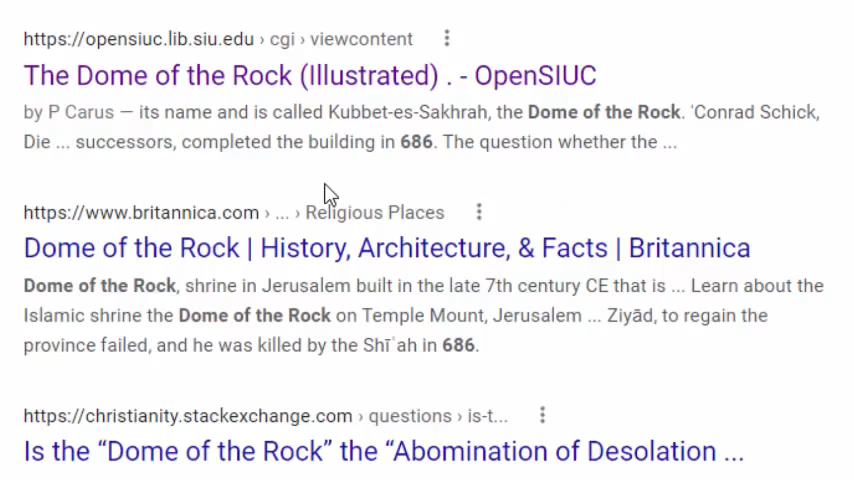 https://opensiuc.lib.siu.edu › cgi › viewcontent
The Dome of the Rock (Illustrated) . - OpenSIUC
by P Carus — its name and is called Kubbet-es-Sakhrah, the Dome of the Rock. 'Conrad Schick,
Die ... successors, completed the building in 686. The question whether the ...
https://www.britannica.com › ... › Religious Places
Dome of the Rock | History, Architecture, & Facts | Britannica
Dome of the Rock, shrine in Jerusalem built in the late 7th century CE that is ... Learn about the
Islamic shrine the Dome of the Rock on Temple Mount, Jerusalem ... Ziyād, to regain the
province failed, and he was killed by the Shīʿah in 686.
https://christianity.stackexchange.com › questions › is-t...
Is the “Dome of the Rock” the “Abomination of Desolation ...